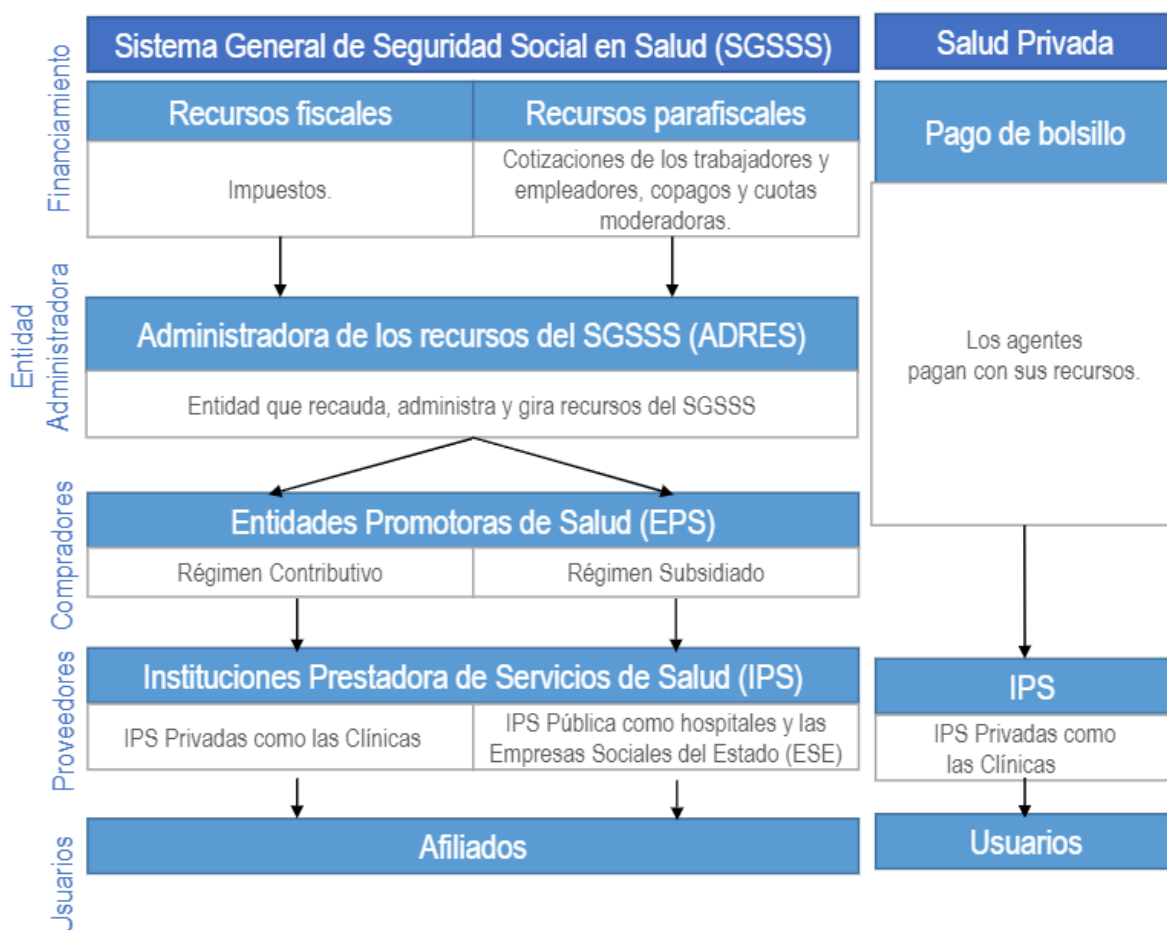 Sistema General de Seguridad Social en Salud (SGSSS)
Salud Privada
Financiamiento
Recursos fiscales
Recursos parafiscales
Pago de bolsillo
Impuestos.
Cotizaciones de los trabajadores y
empleadores, copagos y cuotas
moderadoras.
Los agentes
pagan con sus recursos.
Entidad
Administradora
Administradora de los recursos del SGSSS (ADRES)
Entidad que recauda, administra y gira recursos del SGSSS
Compradores
Entidades Promotoras de Salud (EPS)
Régimen Contributivo
Régimen Subsidiado
Proveedores
Instituciones Prestadora de Servicios de Salud (IPS)
IPS
IPS Privadas como las Clínicas
IPS Pública como hospitales y las
Empresas Sociales del Estado (ESE)
IPS Privadas como
las Clínicas
Usuarios
Afiliados
Usuarios